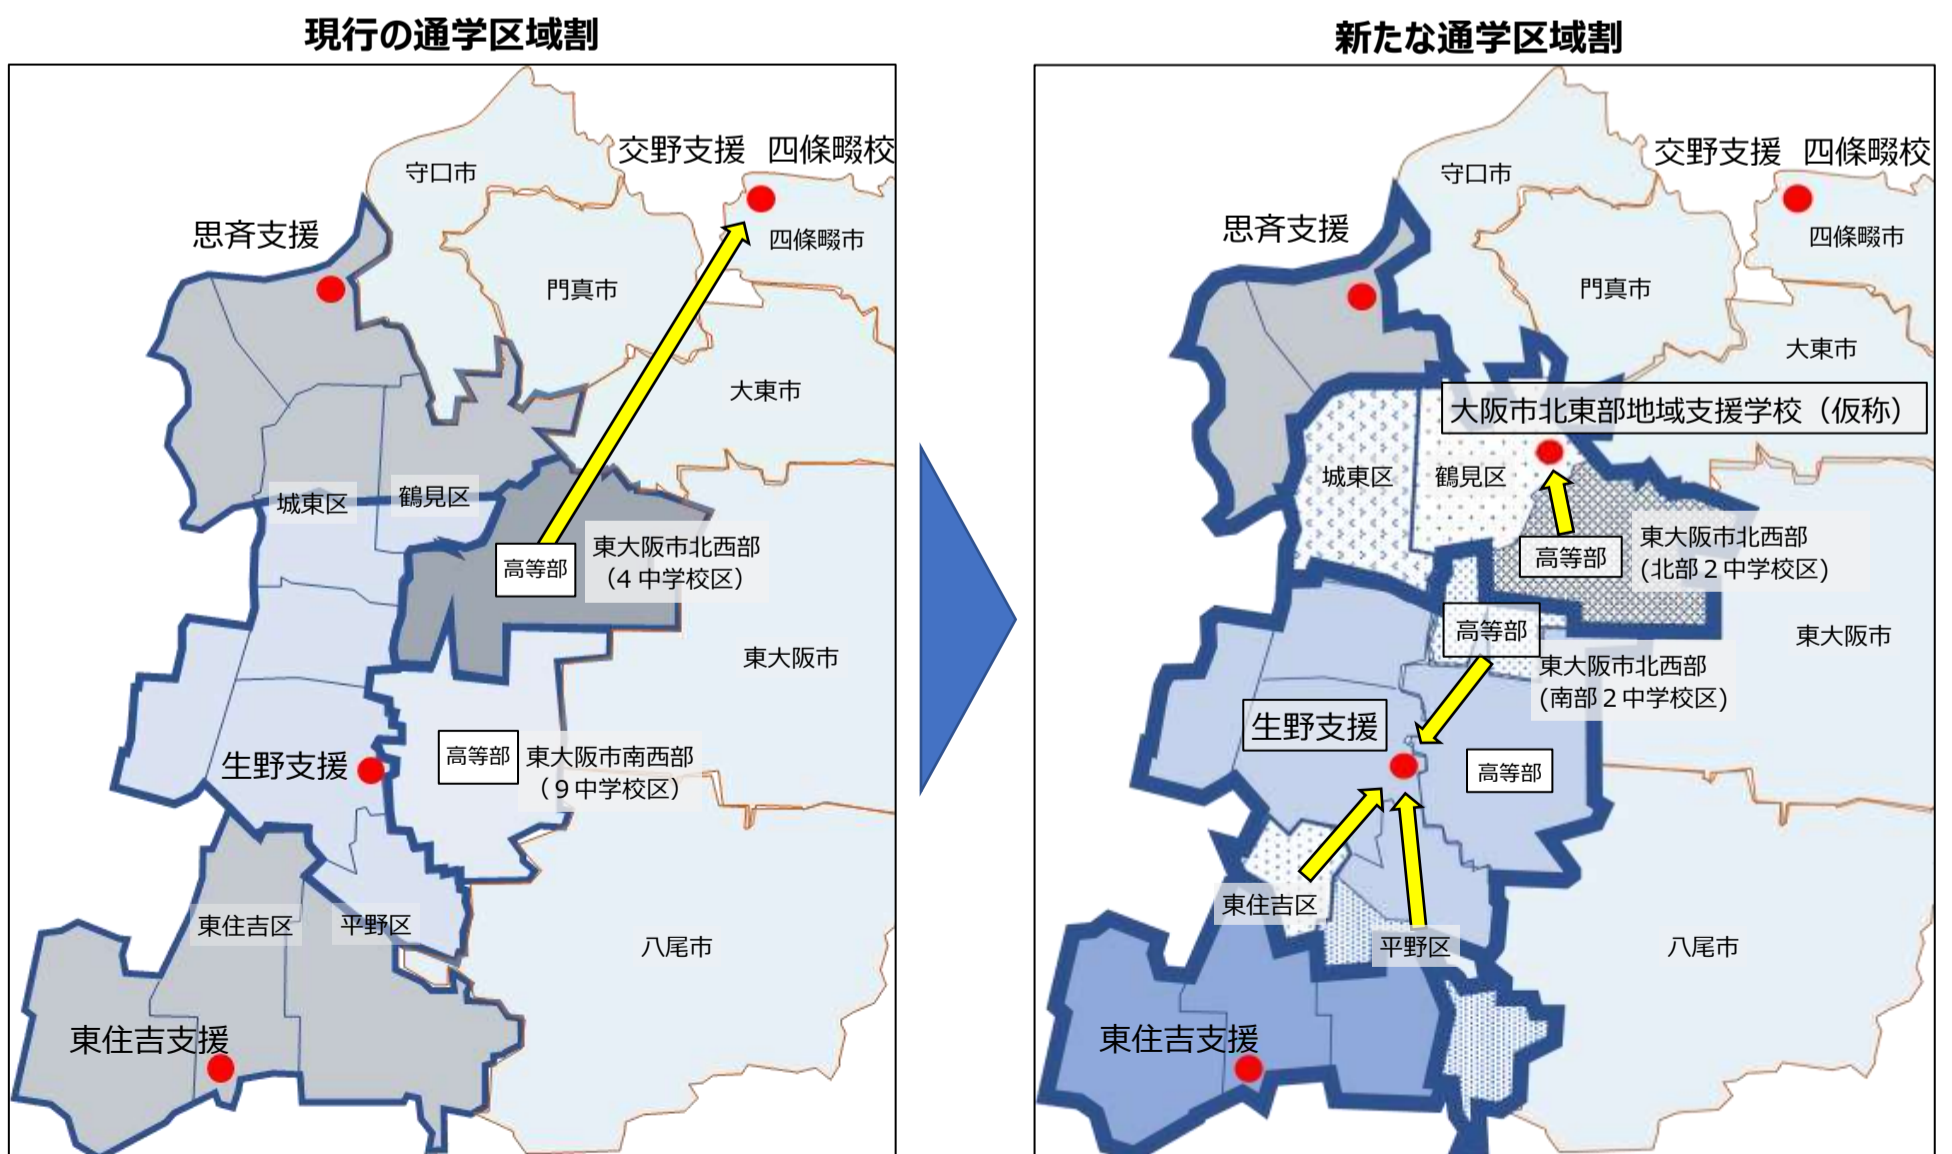 現行の通学区域割
交野支援 四條畷校
守口市
思斉支援
四條畷市
門真市
大東市
城東区
鶴見区
高等部
東大阪市北西部
（4 中学校区）
東大阪市
生野支援
高等部
東大阪市南西部
（９中学校区）
東住吉区
平野区
八尾市
東住吉支援
新たな通学区域割
交野支援 四條畷校
守口市
思斉支援
四條畷市
門真市
大東市
大阪市北東部地域支援学校（仮称）
城東区
鶴見区
高等部
東大阪市北西部
(北部２中学校区)
高等部
東大阪市
東大阪市北西部
(南部２中学校区)
生野支援
高等部
東住吉区
平野区
八尾市
東住吉支援